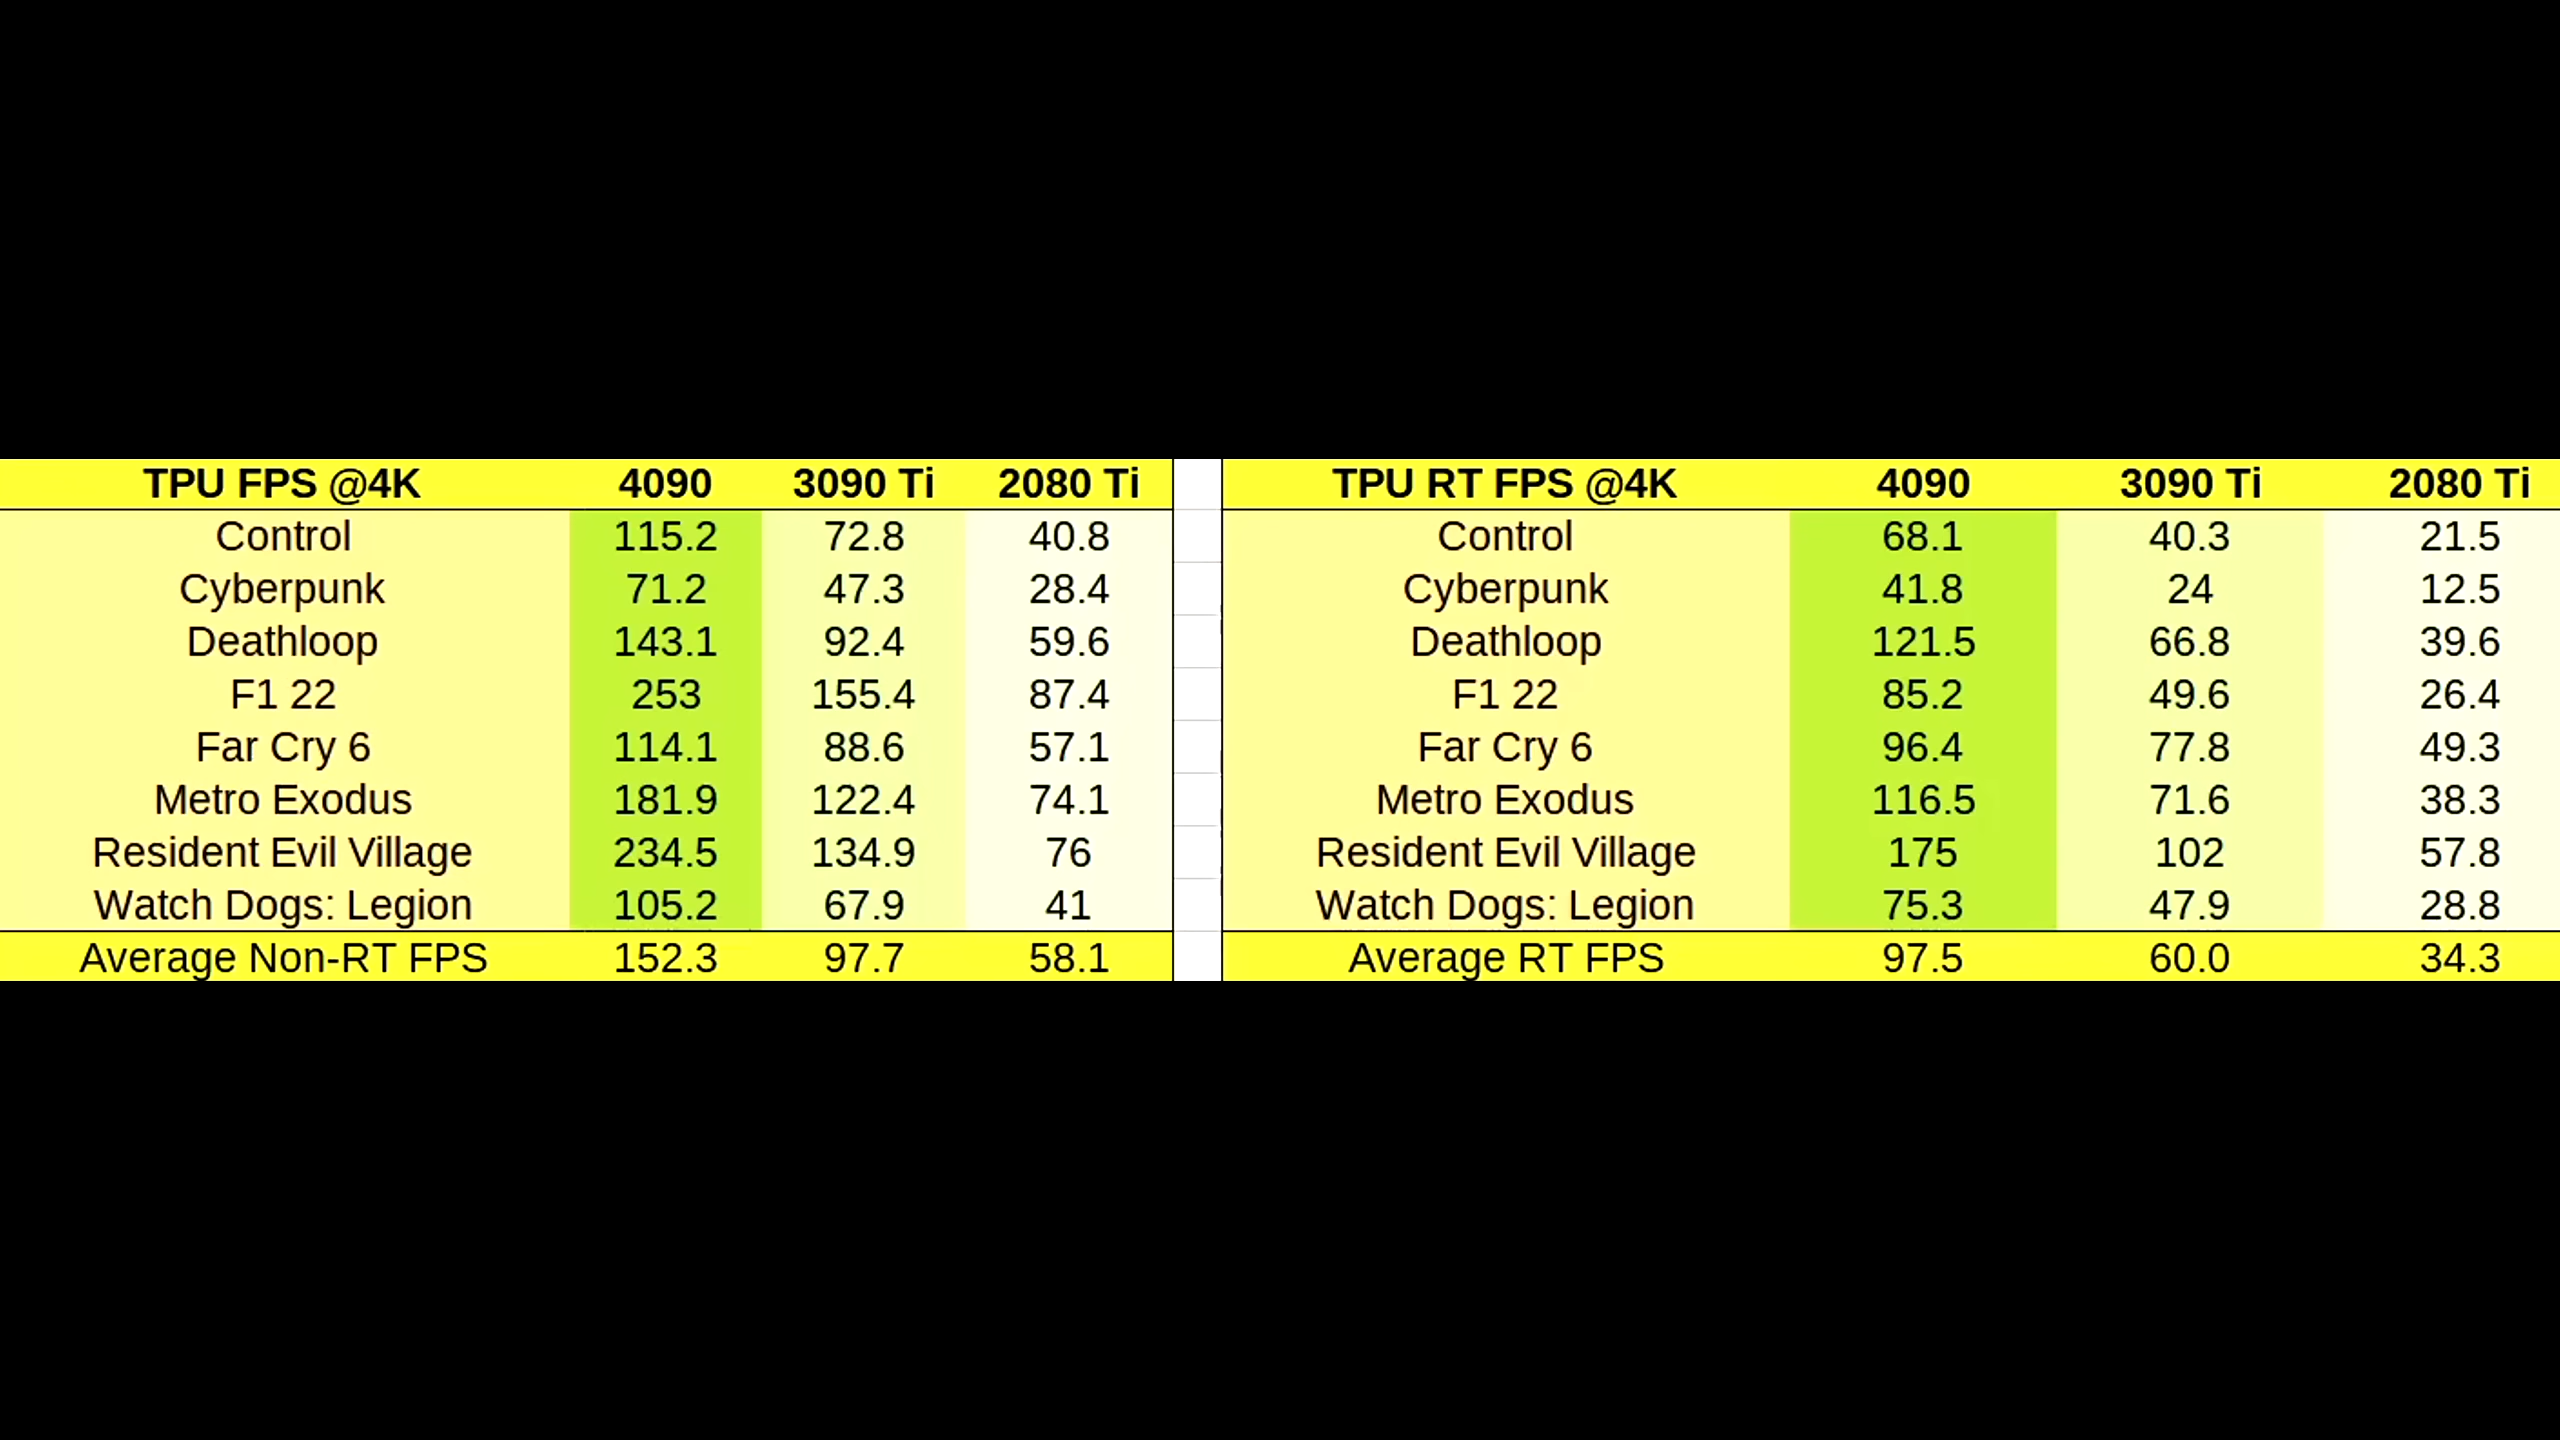 TPU FPS @4K 4090 3090 Ti 2080 Ti
Control 115.2 72.8 40.8
Cyberpunk 71.2 47.3 28.4
Deathloop 143.1 92.4 59.6
F1 22 253 155.4 87.4
Far Cry 6 114.1 88.6 57.1
Metro Exodus 181.9 122.4 74.1
Resident Evil Village 234.5 134.9 76
Watch Dogs: Legion 105.2 67.9 41
Average Non-RT FPS 152.3 97.7 58.1
TPU RT FPS @4K 4090 3090 Ti 2080 Ti
Control 68.1 40.3 21.5
Cyberpunk 41.8 24 12.5
Deathloop 121.5 66.8 39.6
F1 22 85.2 49.6 26.4
Far Cry 6 96.4 77.8 49.3
Metro Exodus 116.5 71.6 38.3
Resident Evil Village 175 102 57.8
Watch Dogs: Legion 75.3 47.9 28.8
Average RT FPS 97.5 60.0 34.3